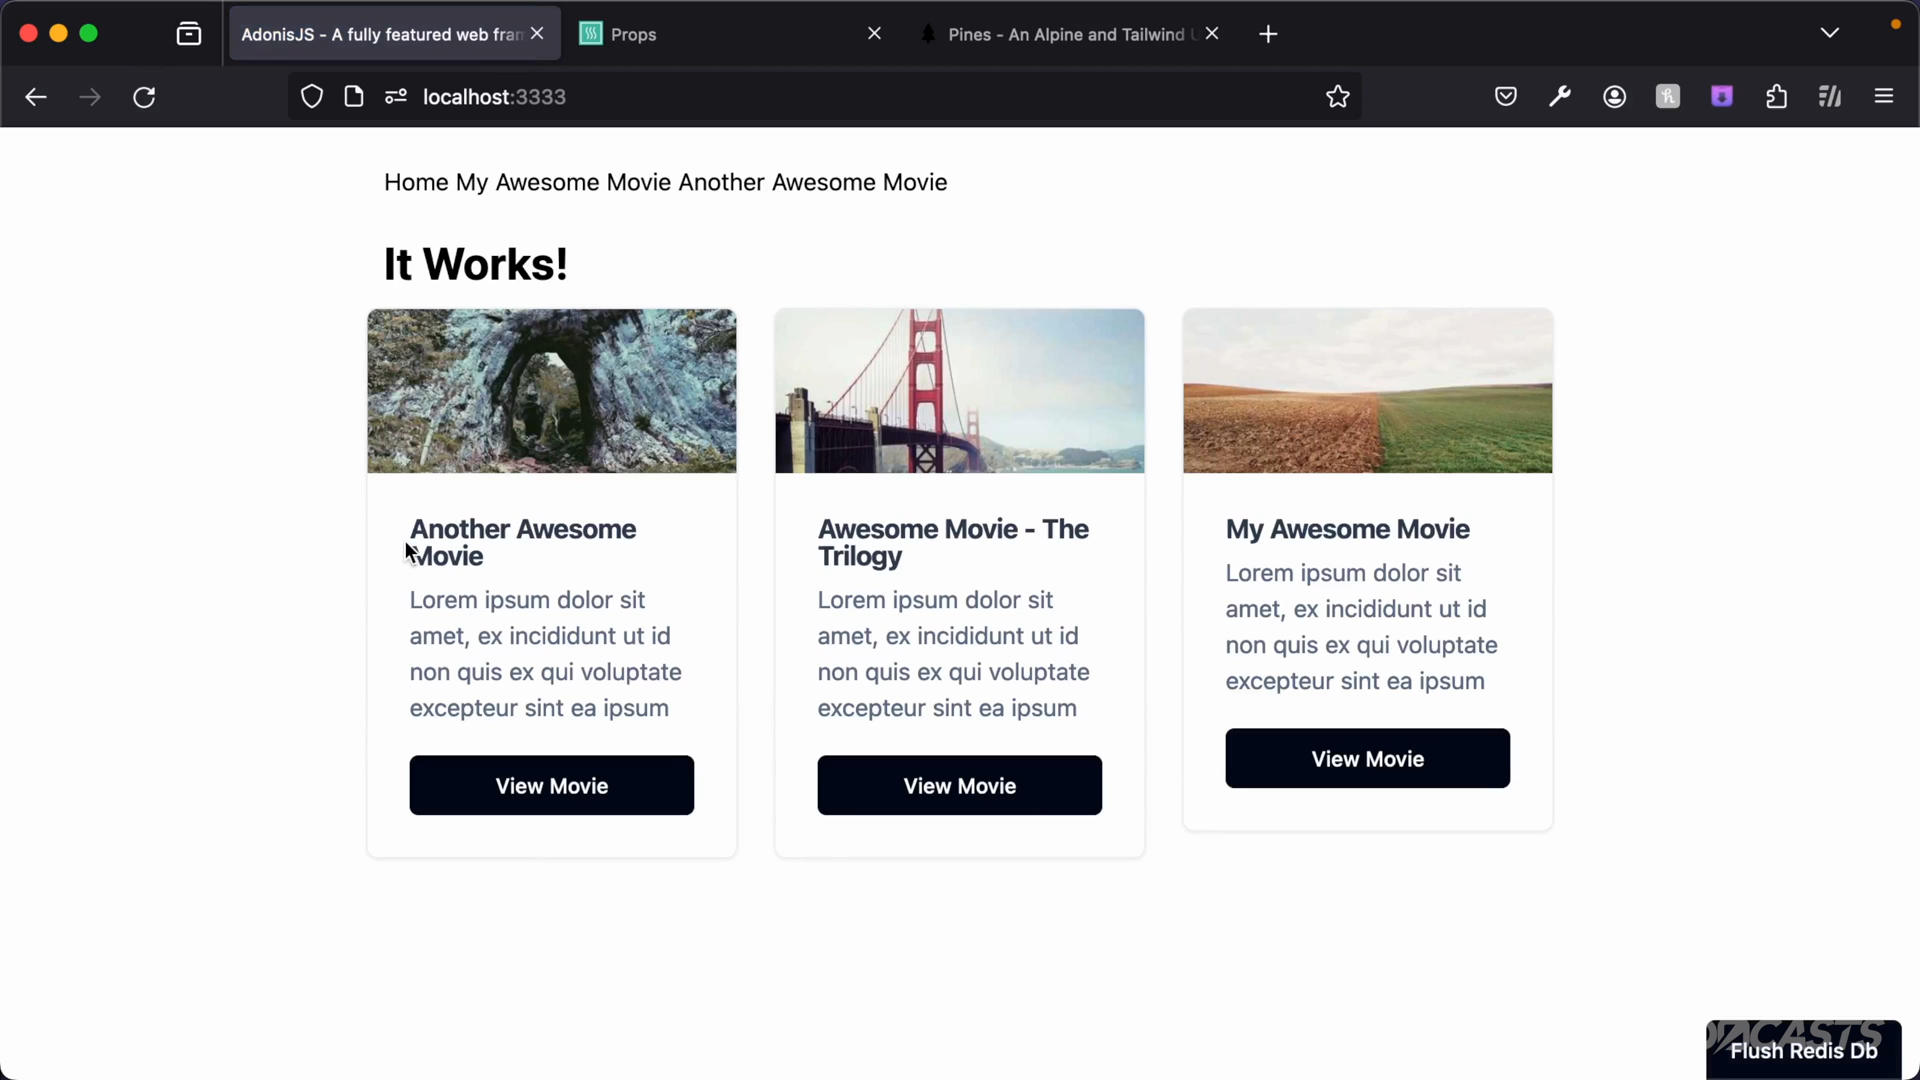 AdonisJS - A fully featured web fran
Props
Pines - An Alpine and Tailwind U
localhost:3333
Home My Awesome Movie Another Awesome Movie
It Works!
Another Awesome
Movie
Lorem ipsum dolor sit
amet, ex incididunt ut id
non quis ex qui voluptate
excepteur sint ea ipsum
View Movie
Awesome Movie - The
Trilogy
Lorem ipsum dolor sit
amet, ex incididunt ut id
non quis ex qui voluptate
excepteur sint ea ipsum
View Movie
My Awesome Movie
Lorem ipsum dolor sit
amet, ex incididunt ut id
non quis ex qui voluptate
excepteur sint ea ipsum
View Movie
Flush Redis Db